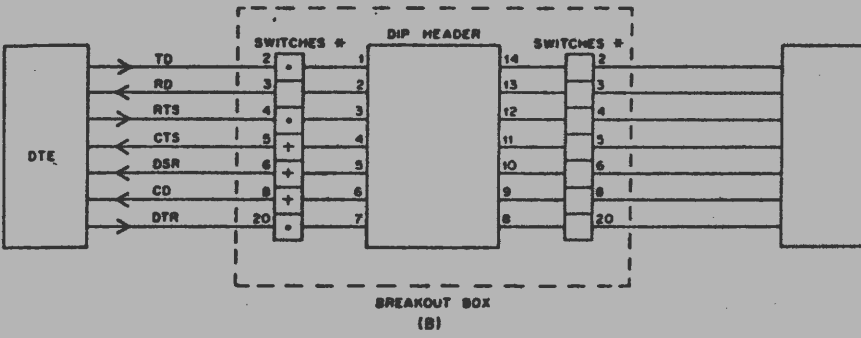 DIP HEADER
SWITCHES *
SWITCHES *
TD 2 • 1 14 2
RD 3 2 13 3
RTS 4 • 3 12 4
CTS 5 + 4 11 5
DTE
DSR 6 + 5 10 6
CD 8 + 6 9 8
DTR 20 • 7 8 20
BREAKOUT BOX
(B)